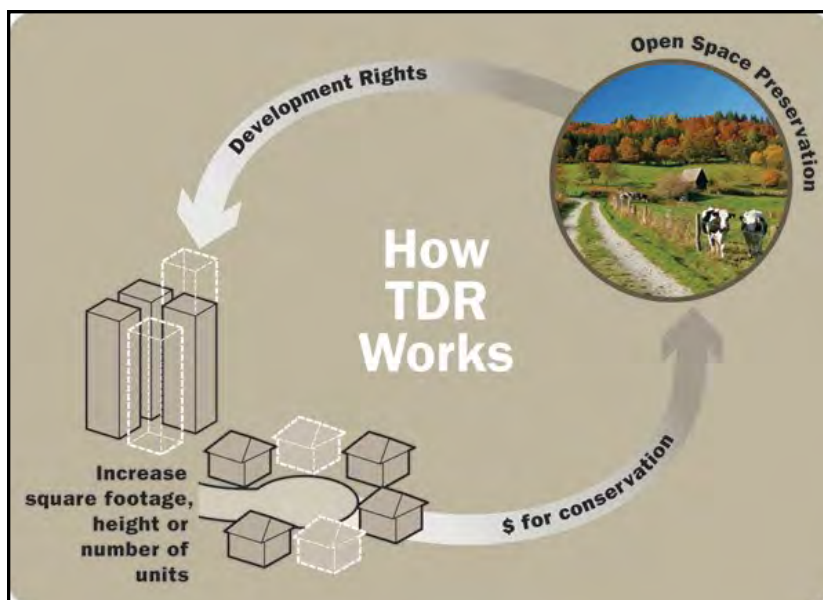 Open Space Preservation
Development Rights
How
TDR
Works
Increase
square footage,
height or
number of
units
$ for conservation